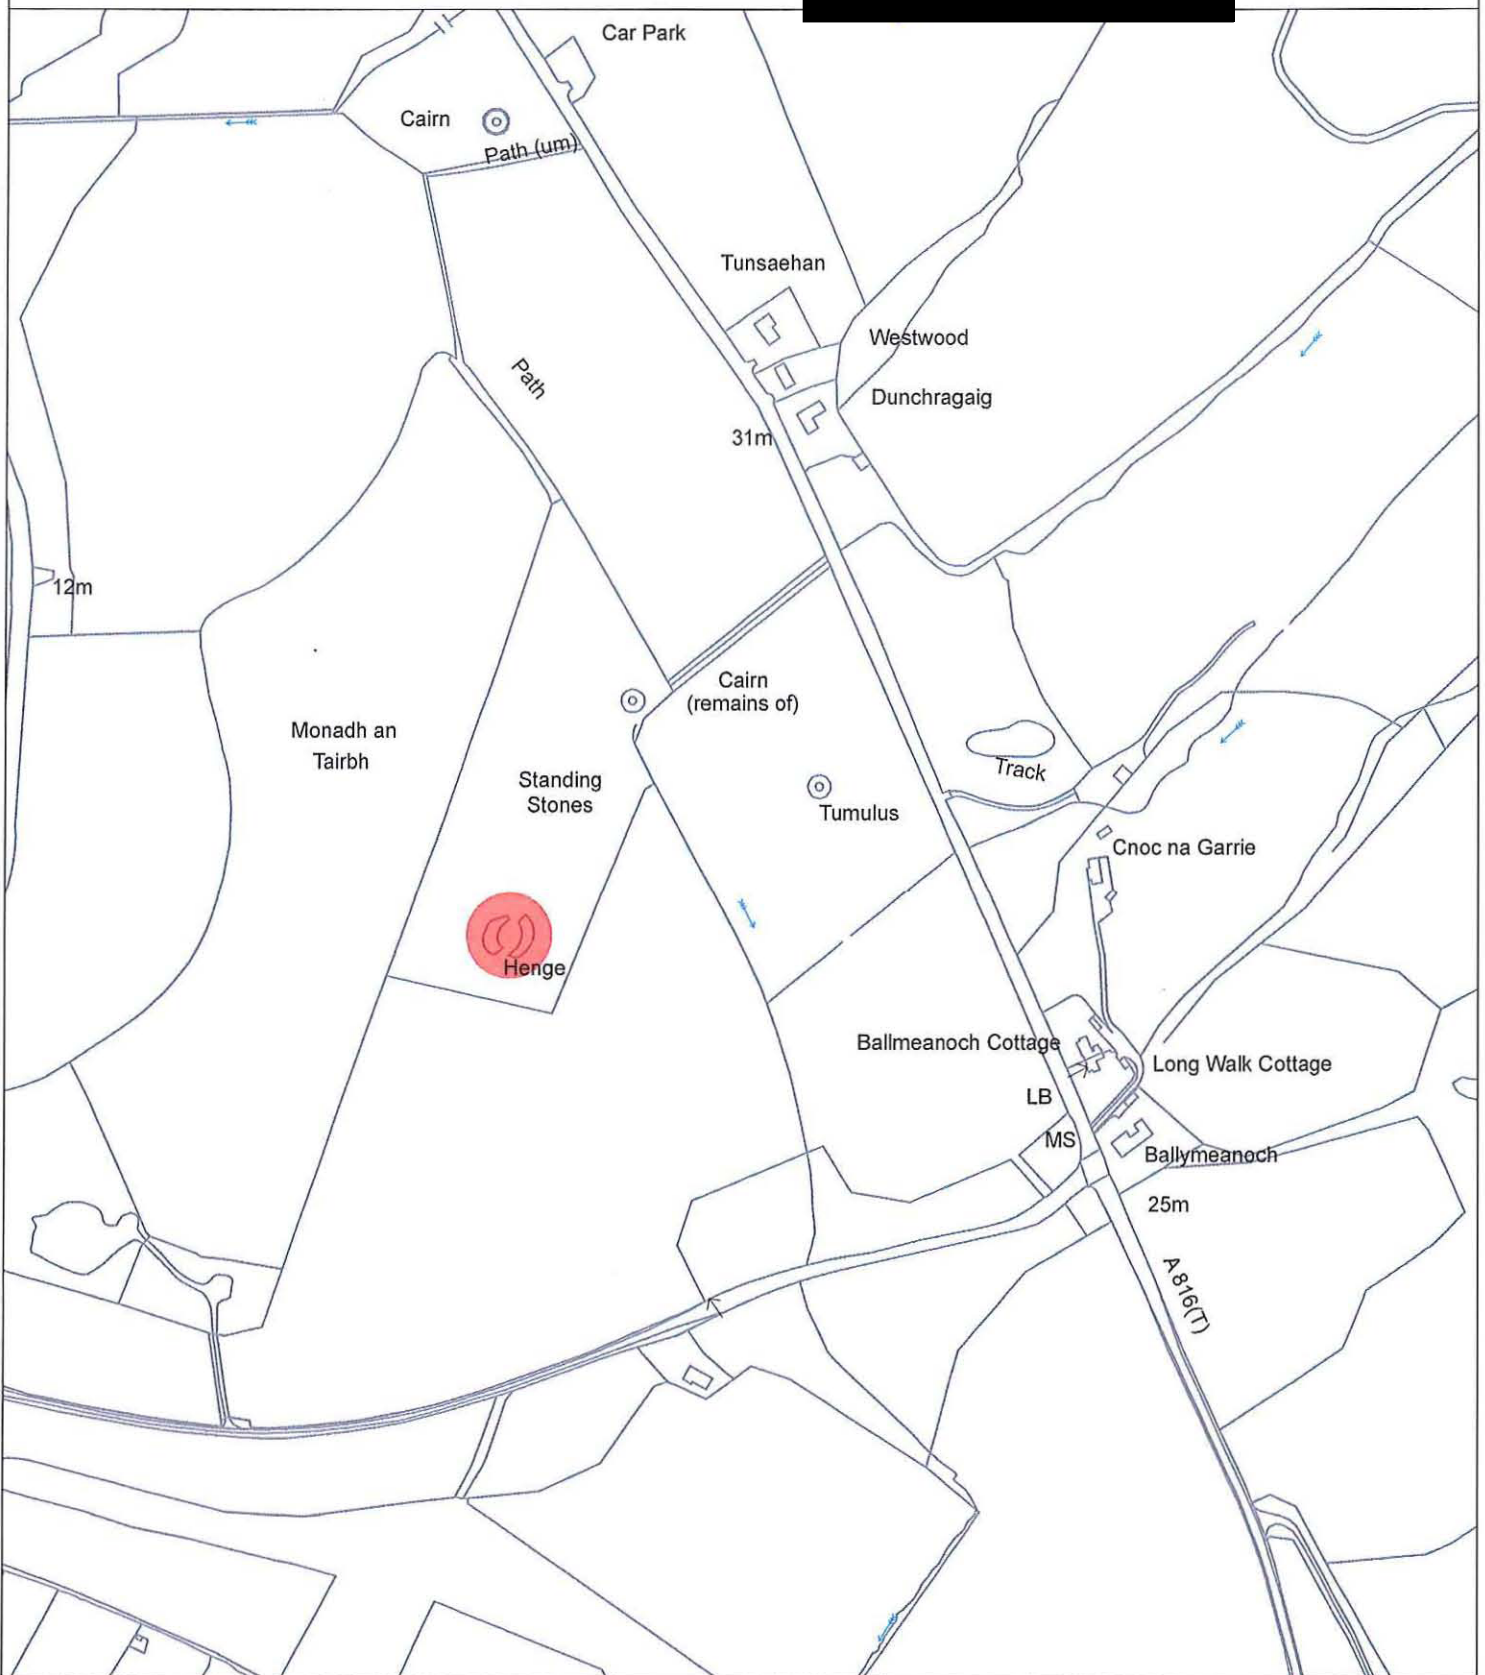 Car Park
Cairn
Path (um)
Tunsaehan
Westwood
Path
Dunchragaig
31m
12m
Cairn
(remains of)
Monadh an
Tairbh
Standing
Stones
Track
Tumulus
Cnoc na Garrie
Henge
Ballmeanoch Cottage
Long Walk Cottage
LB
MS
Ballymeanoch
25m
A 816(T)